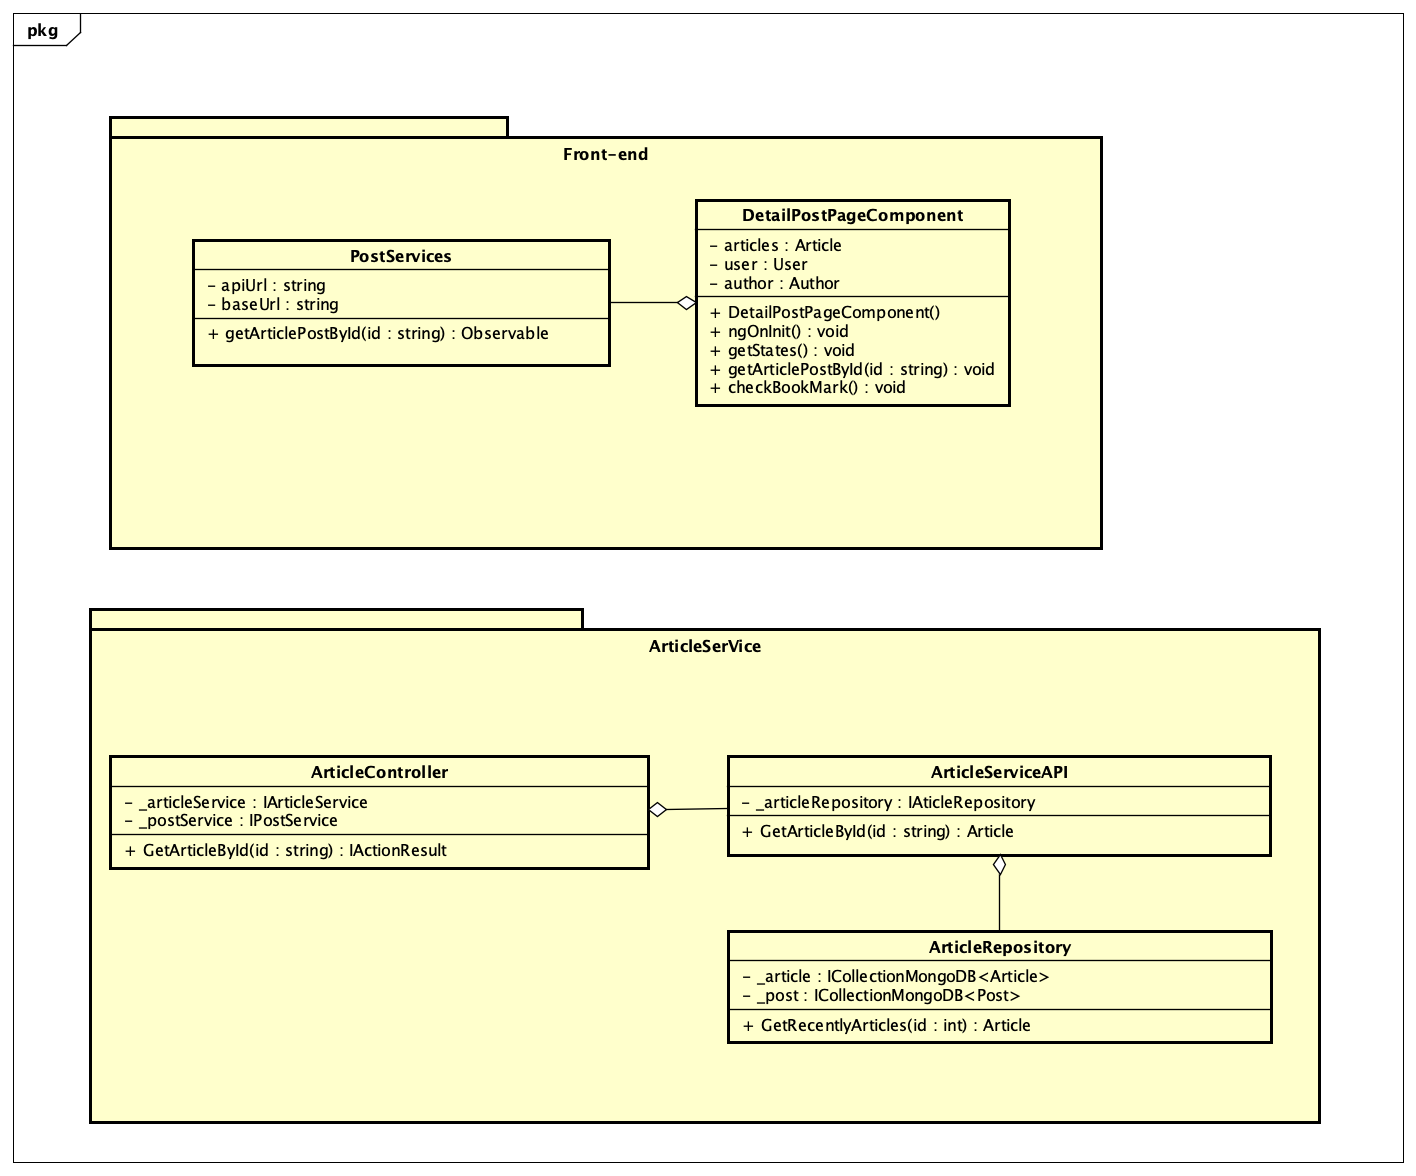 pkg
Front-end
PostServices
- apiUrl : string
- baseUrl : string
+ getArticlePostById(id : string) : Observable
DetailPostPageComponent
- articles : Article
- user : User
- author : Author
+ DetailPostPageComponent()
+ ngOnInit() : void
+ getStates() : void
+ getArticlePostById(id : string) : void
+ checkBookMark() : void
ArticleSerVice
ArticleController
- _articleService : IArticleService
- _postService : IPostService
+ GetArticleById(id : string) : IActionResult
ArticleServiceAPI
- _articleRepository : IAticleRepository
+ GetArticleById(id : string) : Article
ArticleRepository
- _article : ICollectionMongoDB<Article>
- _post : ICollectionMongoDB<Post>
+ GetRecentlyArticles(id : int) : Article